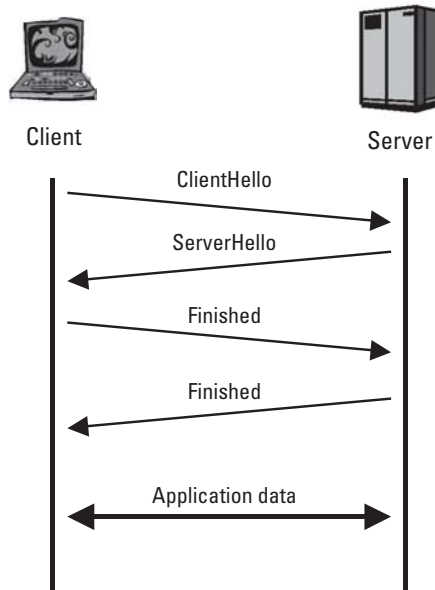 Client
Server
ClientHello
ServerHello
Finished
Finished
Application data